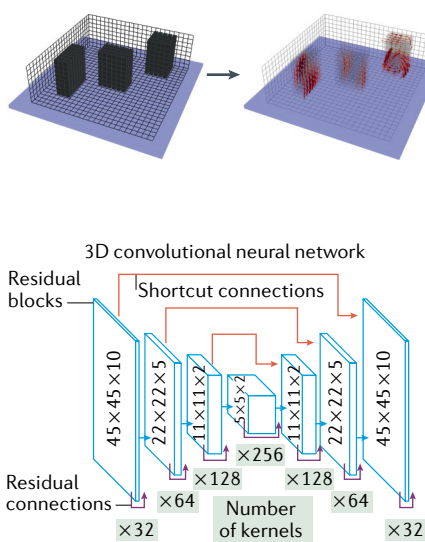 3D convolutional neural network
Residual
blocks
Shortcut connections
45×45×10
22×22×5
11×11×2
5×5×2
11×11×2
22×22×5
45×45×10
Residual
connections
×32
×64
×128
×256
×128
×64
×32
Number
of kernels